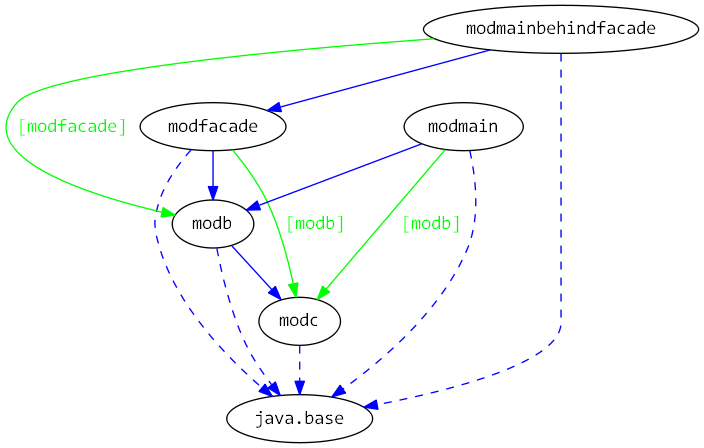 modmainbehindfacade
[modfacade]
modfacade
modmain
modb
[modb]
[modb]
modc
java.base